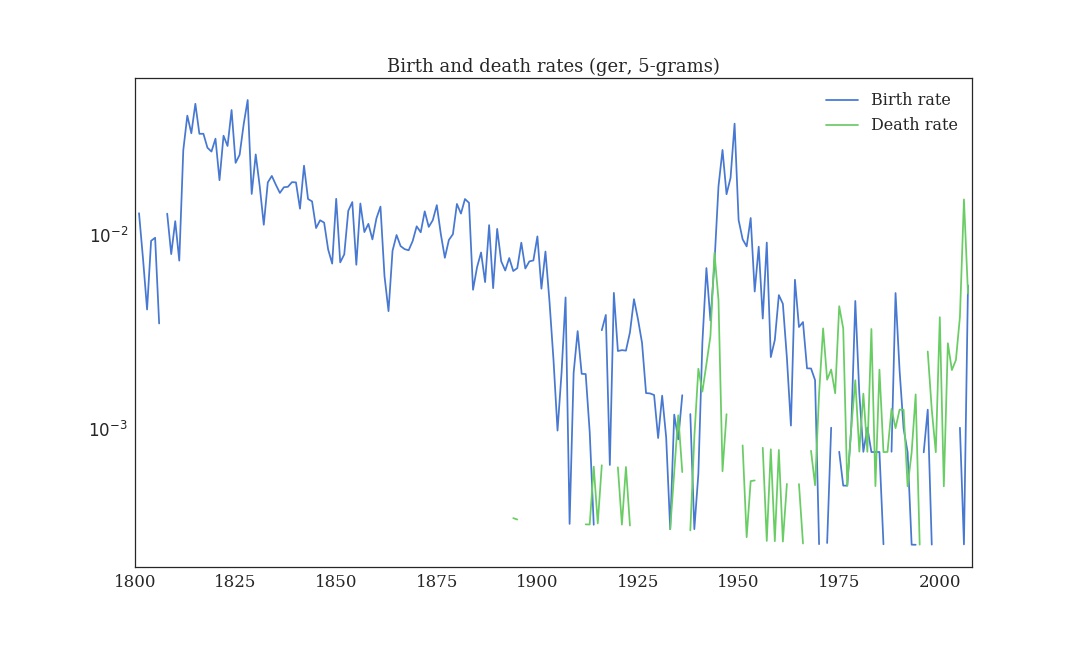 Birth and death rates (ger, 5-grams)
Birth rate
Death rate
10⁻²
10⁻³
1800 1825 1850 1875 1900 1925 1950 1975 2000